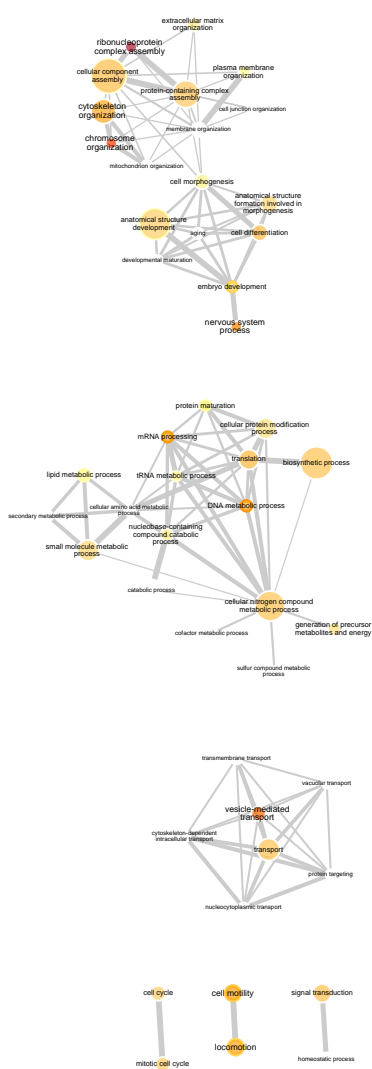 extracellular matrix
organization
ribonucleoprotein
complex assembly
cellular component
assembly
plasma membrane
organization
protein-containing complex
assembly
cytoskeleton
organization
cell junction organization
membrane organization
chromosome
organization
mitochondrion organization
cell morphogenesis
anatomical structure
formation involved in
morphogenesis
anatomical structure
development
aging
cell differentiation
developmental maturation
embryo development
nervous system
process
protein maturation
cellular protein modification
process
mRNA processing
translation
biosynthetic process
lipid metabolic process
tRNA metabolic process
cellular amino acid metabolic
process
DNA metabolic process
secondary metabolic process
nucleobase-containing
compound catabolic
process
small molecule metabolic
process
catabolic process
cellular nitrogen compound
metabolic process
generation of precursor
metabolites and energy
cofactor metabolic process
sulfur compound metabolic
process
transmembrane transport
vacuolar transport
vesicle-mediated
transport
cytoskeleton-dependent
intracellular transport
transport
protein targeting
nucleocytoplasmic transport
cell cycle
cell motility
signal transduction
locomotion
homeostatic process
mitotic cell cycle